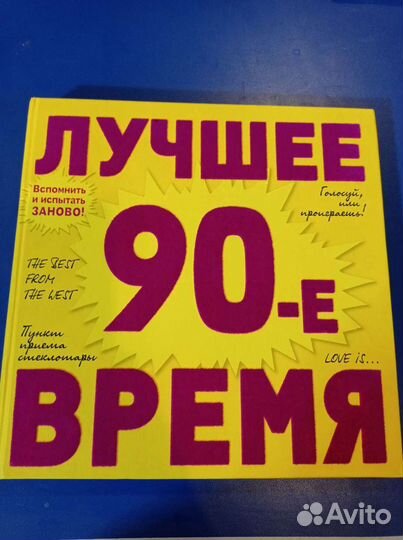 ЛУЧШЕЕ
Вспомнить
и испытать
ЗАНОВО!
Голосуй,
или
проиграешь!
90-е
THE BEST
FROM
THE WEST
Пункт
приема
стеклотары
LOVE iS...
ВРЕМЯ
Avito